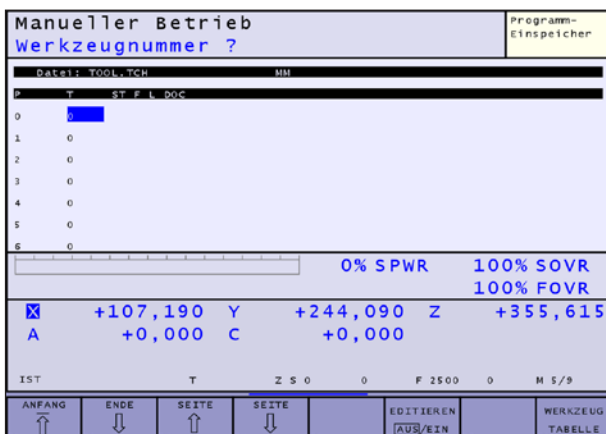 Manueller Betrieb
Werkzeugnummer ?
Programm-
Einspeicher
Datei: TOOL.TCH MM
P T ST F L DOC
0 0
1 0
2 0
3 0
4 0
5 0
6 0
0% SPWR 100% SOVR
100% FOVR
X +107,190 Y +244,090 Z +355,615
A +0,000 C +0,000
IST T Z S 0 0 F 2500 0 M 5/9
ANFANG ENDE SEITE SEITE EDITIEREN WERKZEUG
AUS/EIN TABELLE